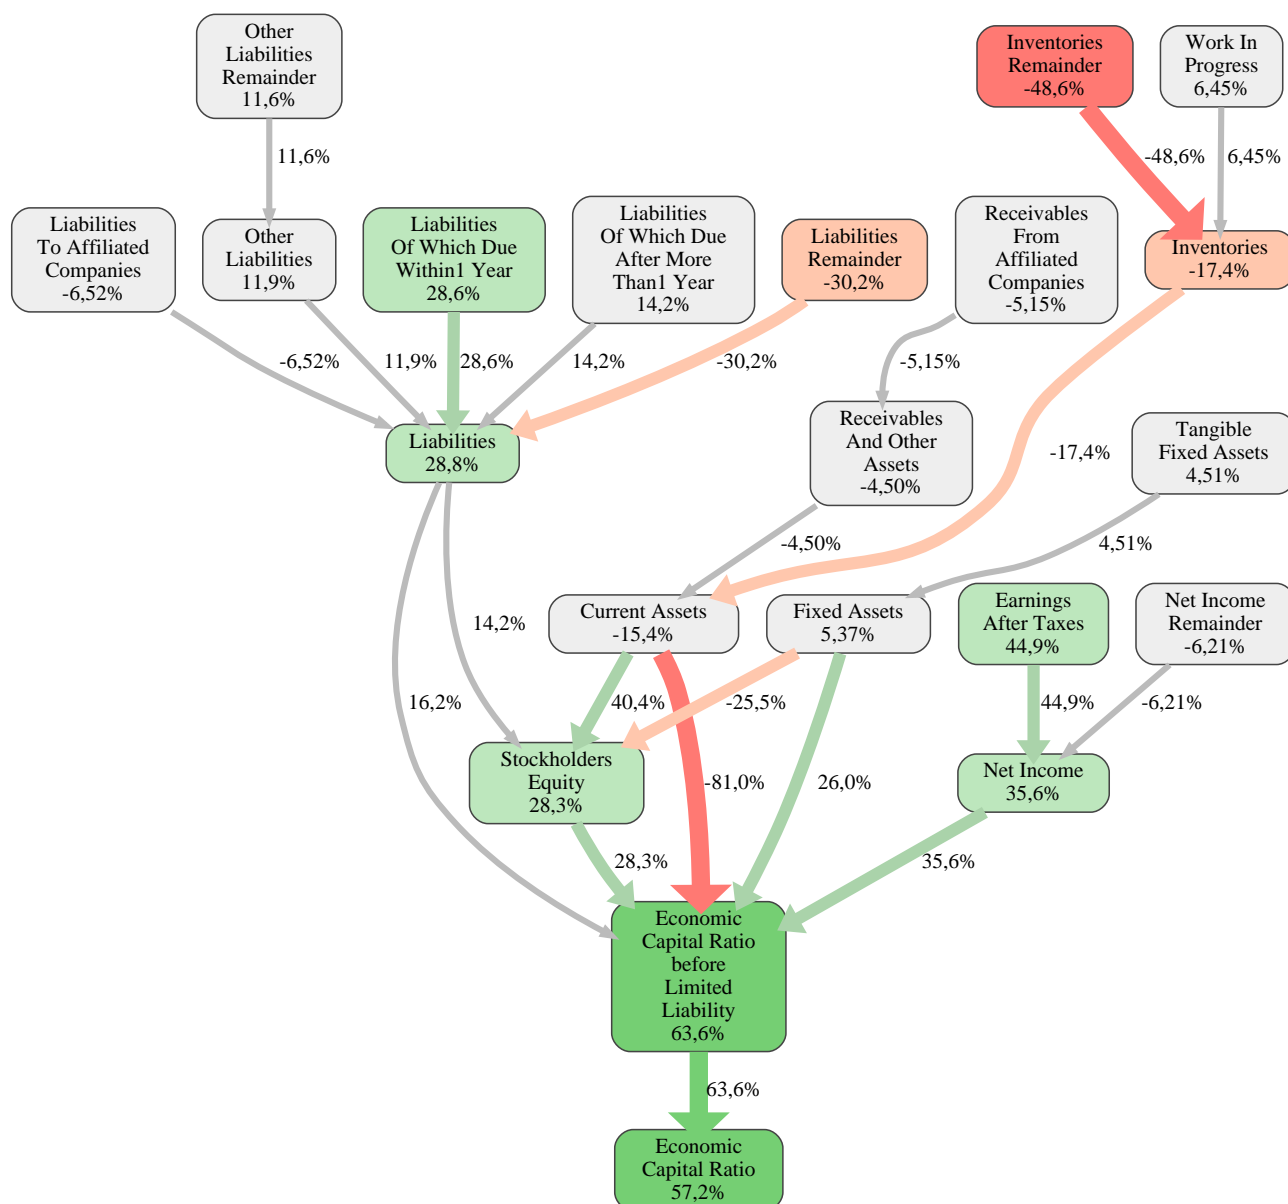 Other
Liabilities
Remainder
11,6%
Inventories
Remainder
-48,6%
Work In
Progress
6,45%
11,6%
-48,6%
6,45%
Liabilities
To Affiliated
Companies
-6,52%
Other
Liabilities
11,9%
Liabilities
Of Which Due
Within1 Year
28,6%
Liabilities
Of Which Due
After More
Than1 Year
14,2%
Liabilities
Remainder
-30,2%
Receivables
From
Affiliated
Companies
-5,15%
Inventories
-17,4%
-6,52%
11,9%
28,6%
14,2%
-30,2%
-5,15%
-17,4%
Liabilities
28,8%
Receivables
And Other
Assets
-4,50%
Tangible
Fixed Assets
4,51%
-4,50%
4,51%
14,2%
16,2%
Current Assets
-15,4%
Fixed Assets
5,37%
Earnings
After Taxes
44,9%
Net Income
Remainder
-6,21%
40,4%
-25,5%
44,9%
-6,21%
Stockholders
Equity
28,3%
-81,0%
26,0%
Net Income
35,6%
28,3%
35,6%
Economic
Capital Ratio
before
Limited
Liability
63,6%
63,6%
Economic
Capital Ratio
57,2%